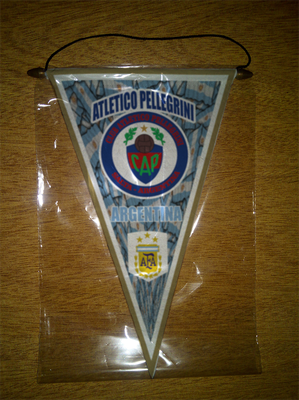 ATLETICO PELLEGRINI
CAP
ARGENTINA
AFA